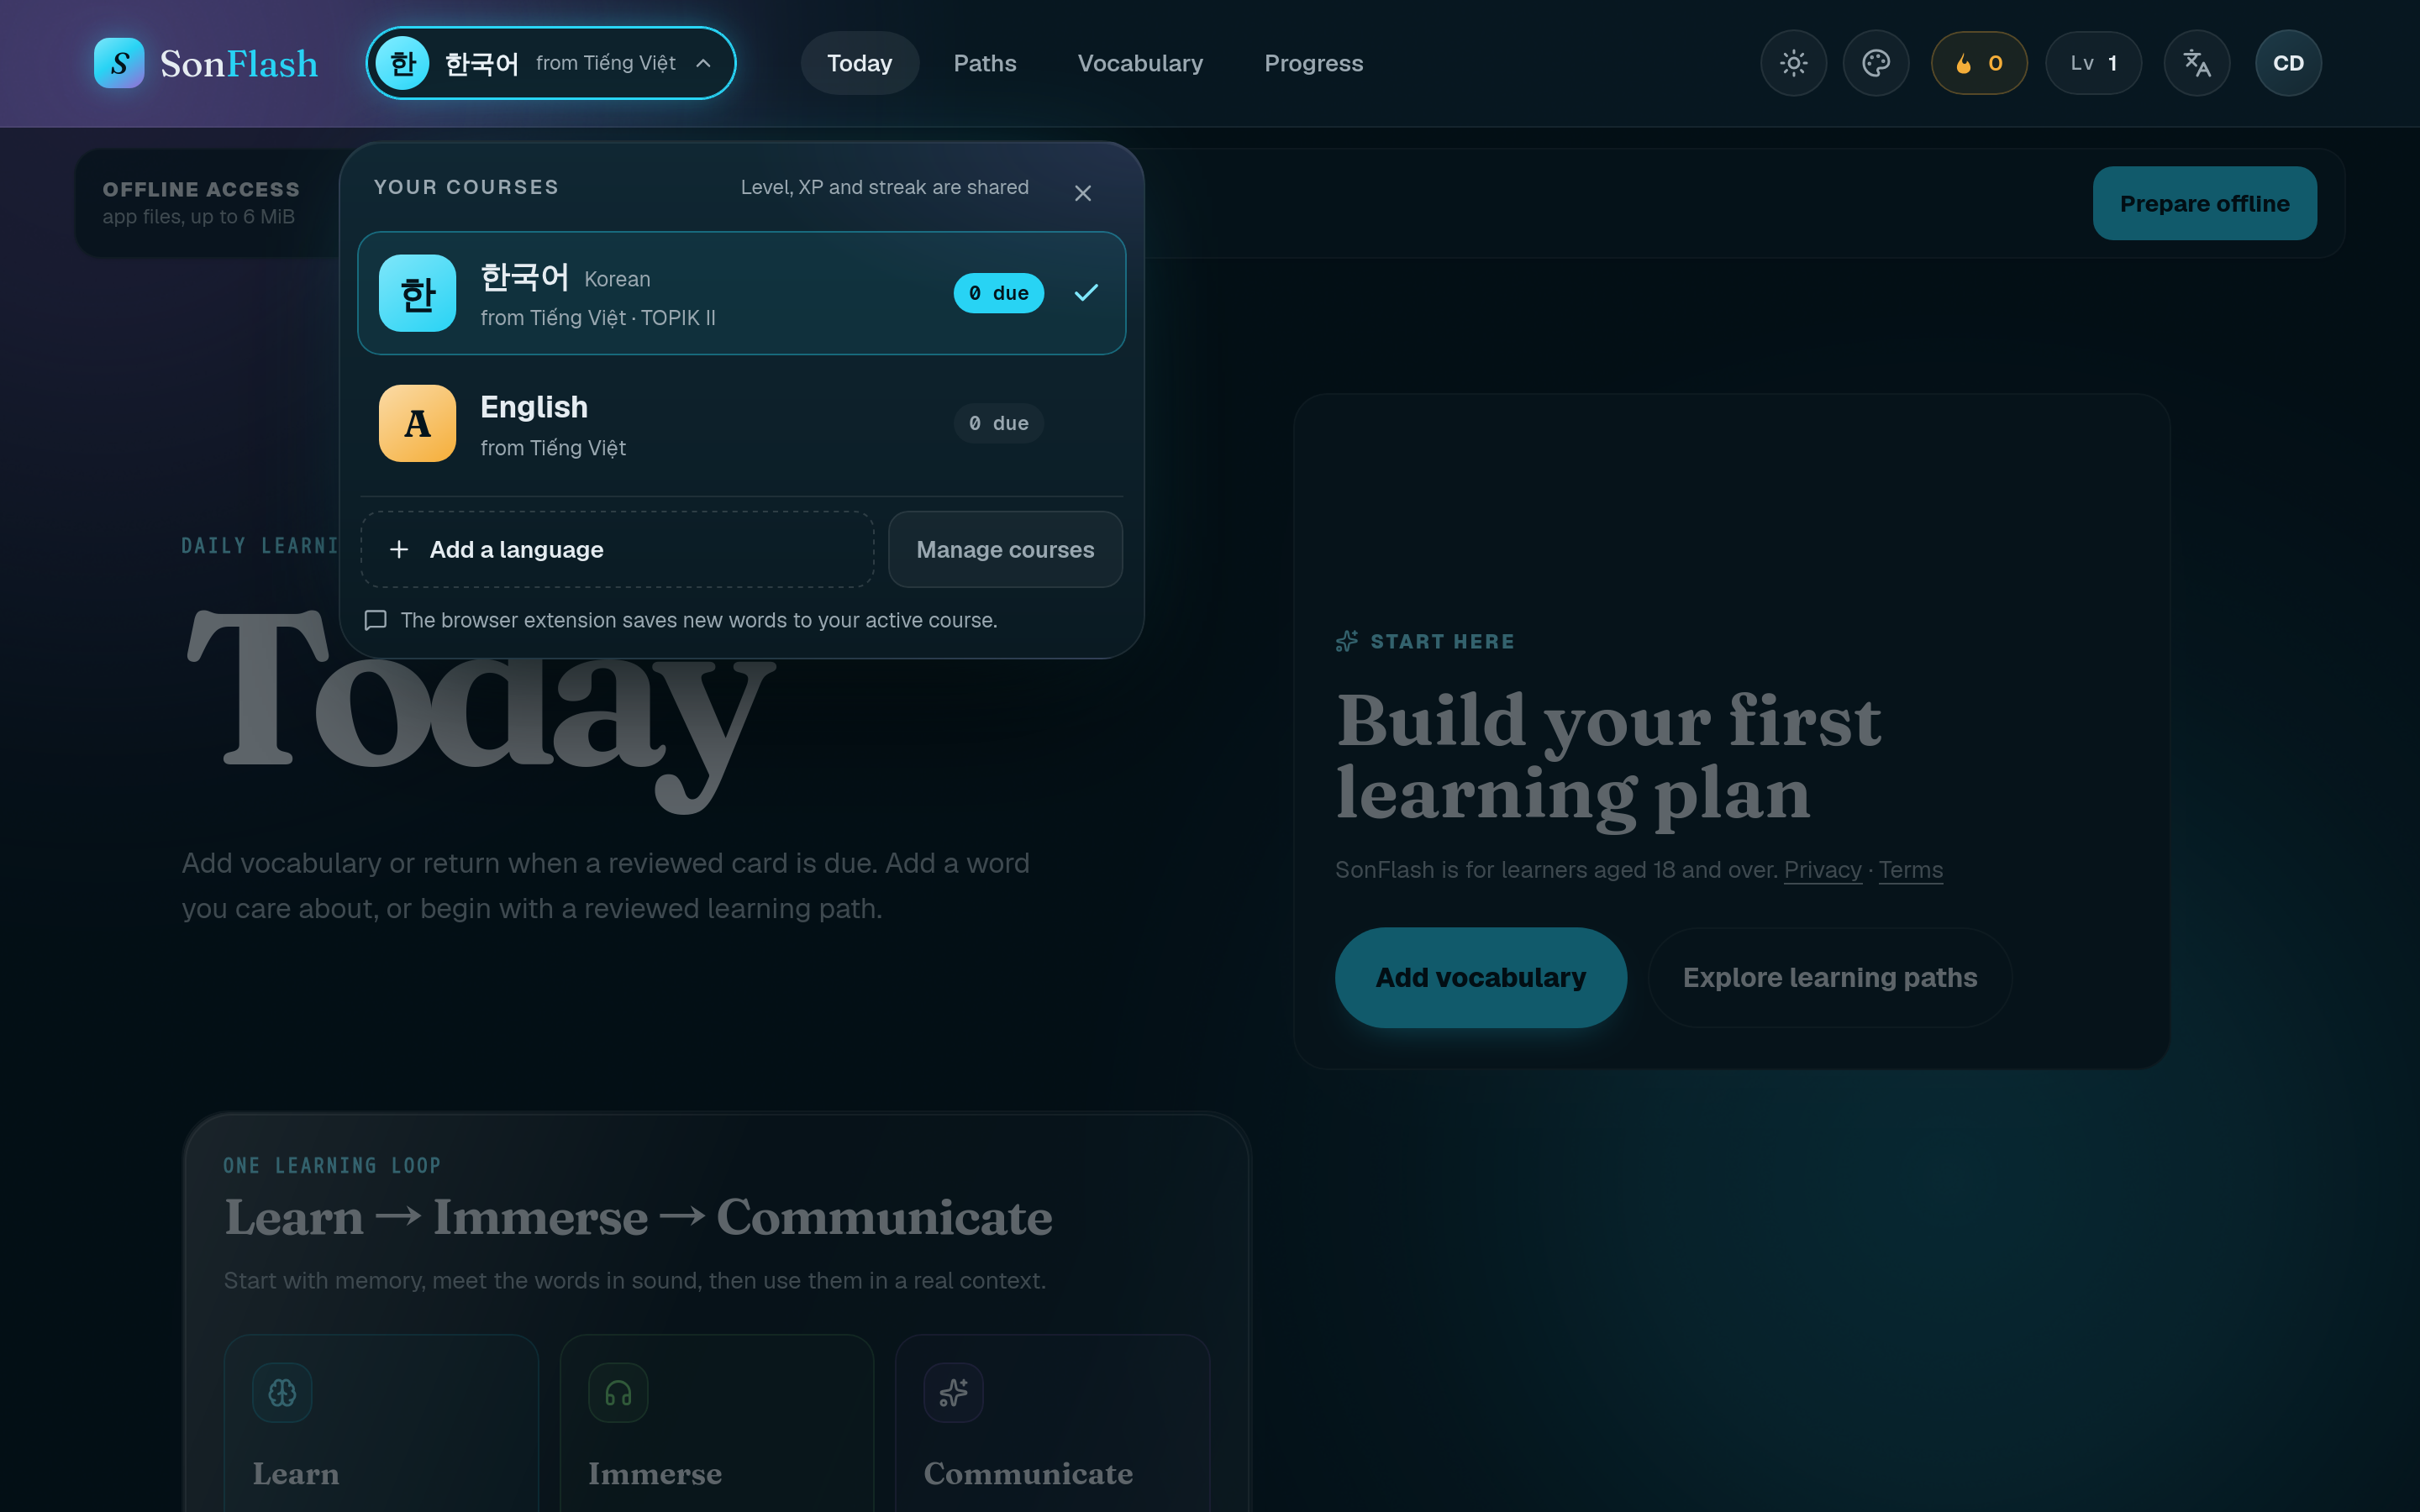 S SonFlash
한 한국어 from Tiếng Việt
Today Paths Vocabulary Progress
0
Lv 1
CD
OFFLINE ACCESS
app files, up to 6 MiB
Prepare offline
YOUR COURSES
Level, XP and streak are shared
한 한국어 Korean
from Tiếng Việt · TOPIK II
0 due
A English
from Tiếng Việt
0 due
Add a language
Manage courses
The browser extension saves new words to your active course.
DAILY
Today
Add vocabulary or return when a reviewed card is due. Add a word
you care about, or begin with a reviewed learning path.
START HERE
Build your first
learning plan
SonFlash is for learners aged 18 and over. Privacy · Terms
Add vocabulary
Explore learning paths
ONE LEARNING LOOP
Learn → Immerse → Communicate
Start with memory, meet the words in sound, then use them in a real context.
Learn
Immerse
Communicate